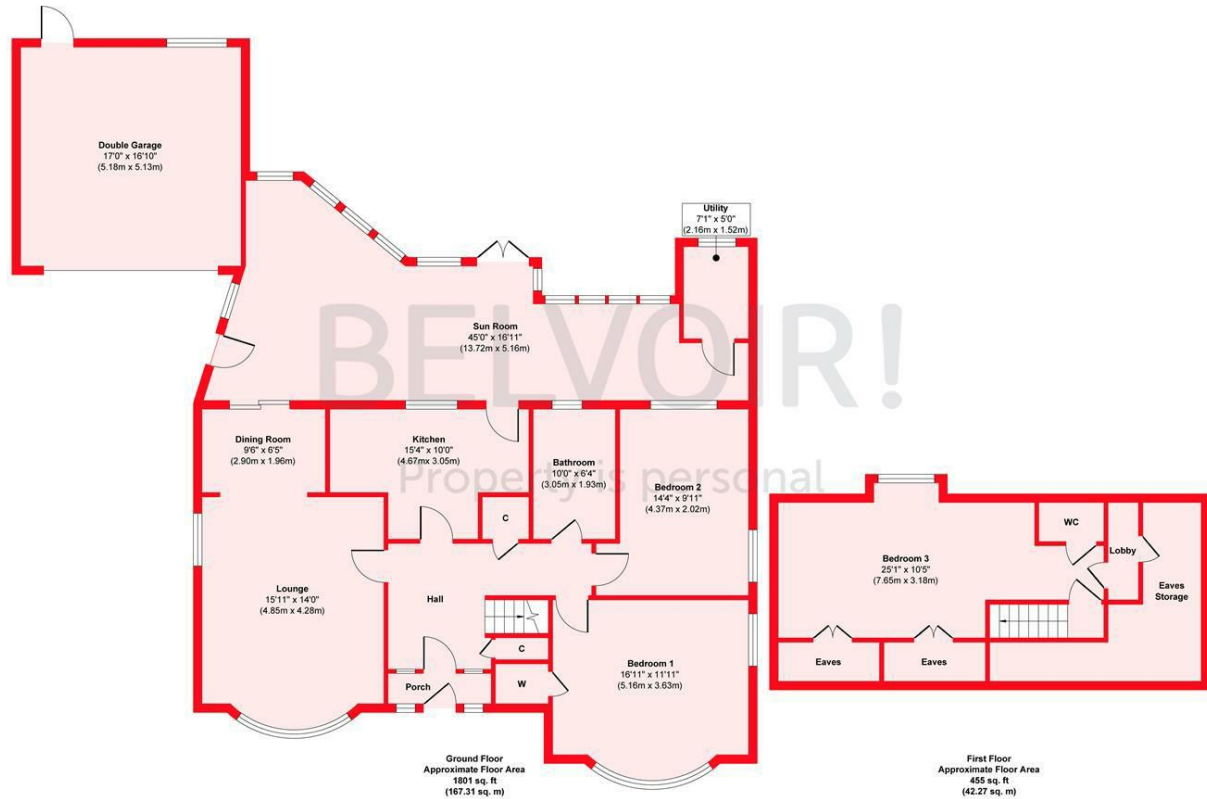 Double Garage
17'0" x 16'10"
(5.18m x 5.13m)
Utility
7'1" x 5'0"
(2.16m x 1.52m)
Sun Room
45'0" x 16'11"
(13.72m x 5.16m)
BELVOIR!
Property is personal
Dining Room
9'6" x 6'5"
(2.90m x 1.96m)
Kitchen
15'4" x 10'0"
(4.67mx 3.05m)
Bathroom
10'0" x 6'4"
(3.05m x 1.93m)
Bedroom 2
14'4" x 9'11"
(4.37m x 2.02m)
C
Lounge
15'11" x 14'0"
(4.85m x 4.28m)
Hall
C
W
Porch
Bedroom 1
16'11" x 11'11"
(5.16m x 3.63m)
Ground Floor
Approximate Floor Area
1801 sq. ft
(167.31 sq. m)
WC
Lobby
Bedroom 3
25'1" x 10'5"
(7.65m x 3.18m)
Eaves
Storage
Eaves
Eaves
First Floor
Approximate Floor Area
455 sq. ft
(42.27 sq. m)